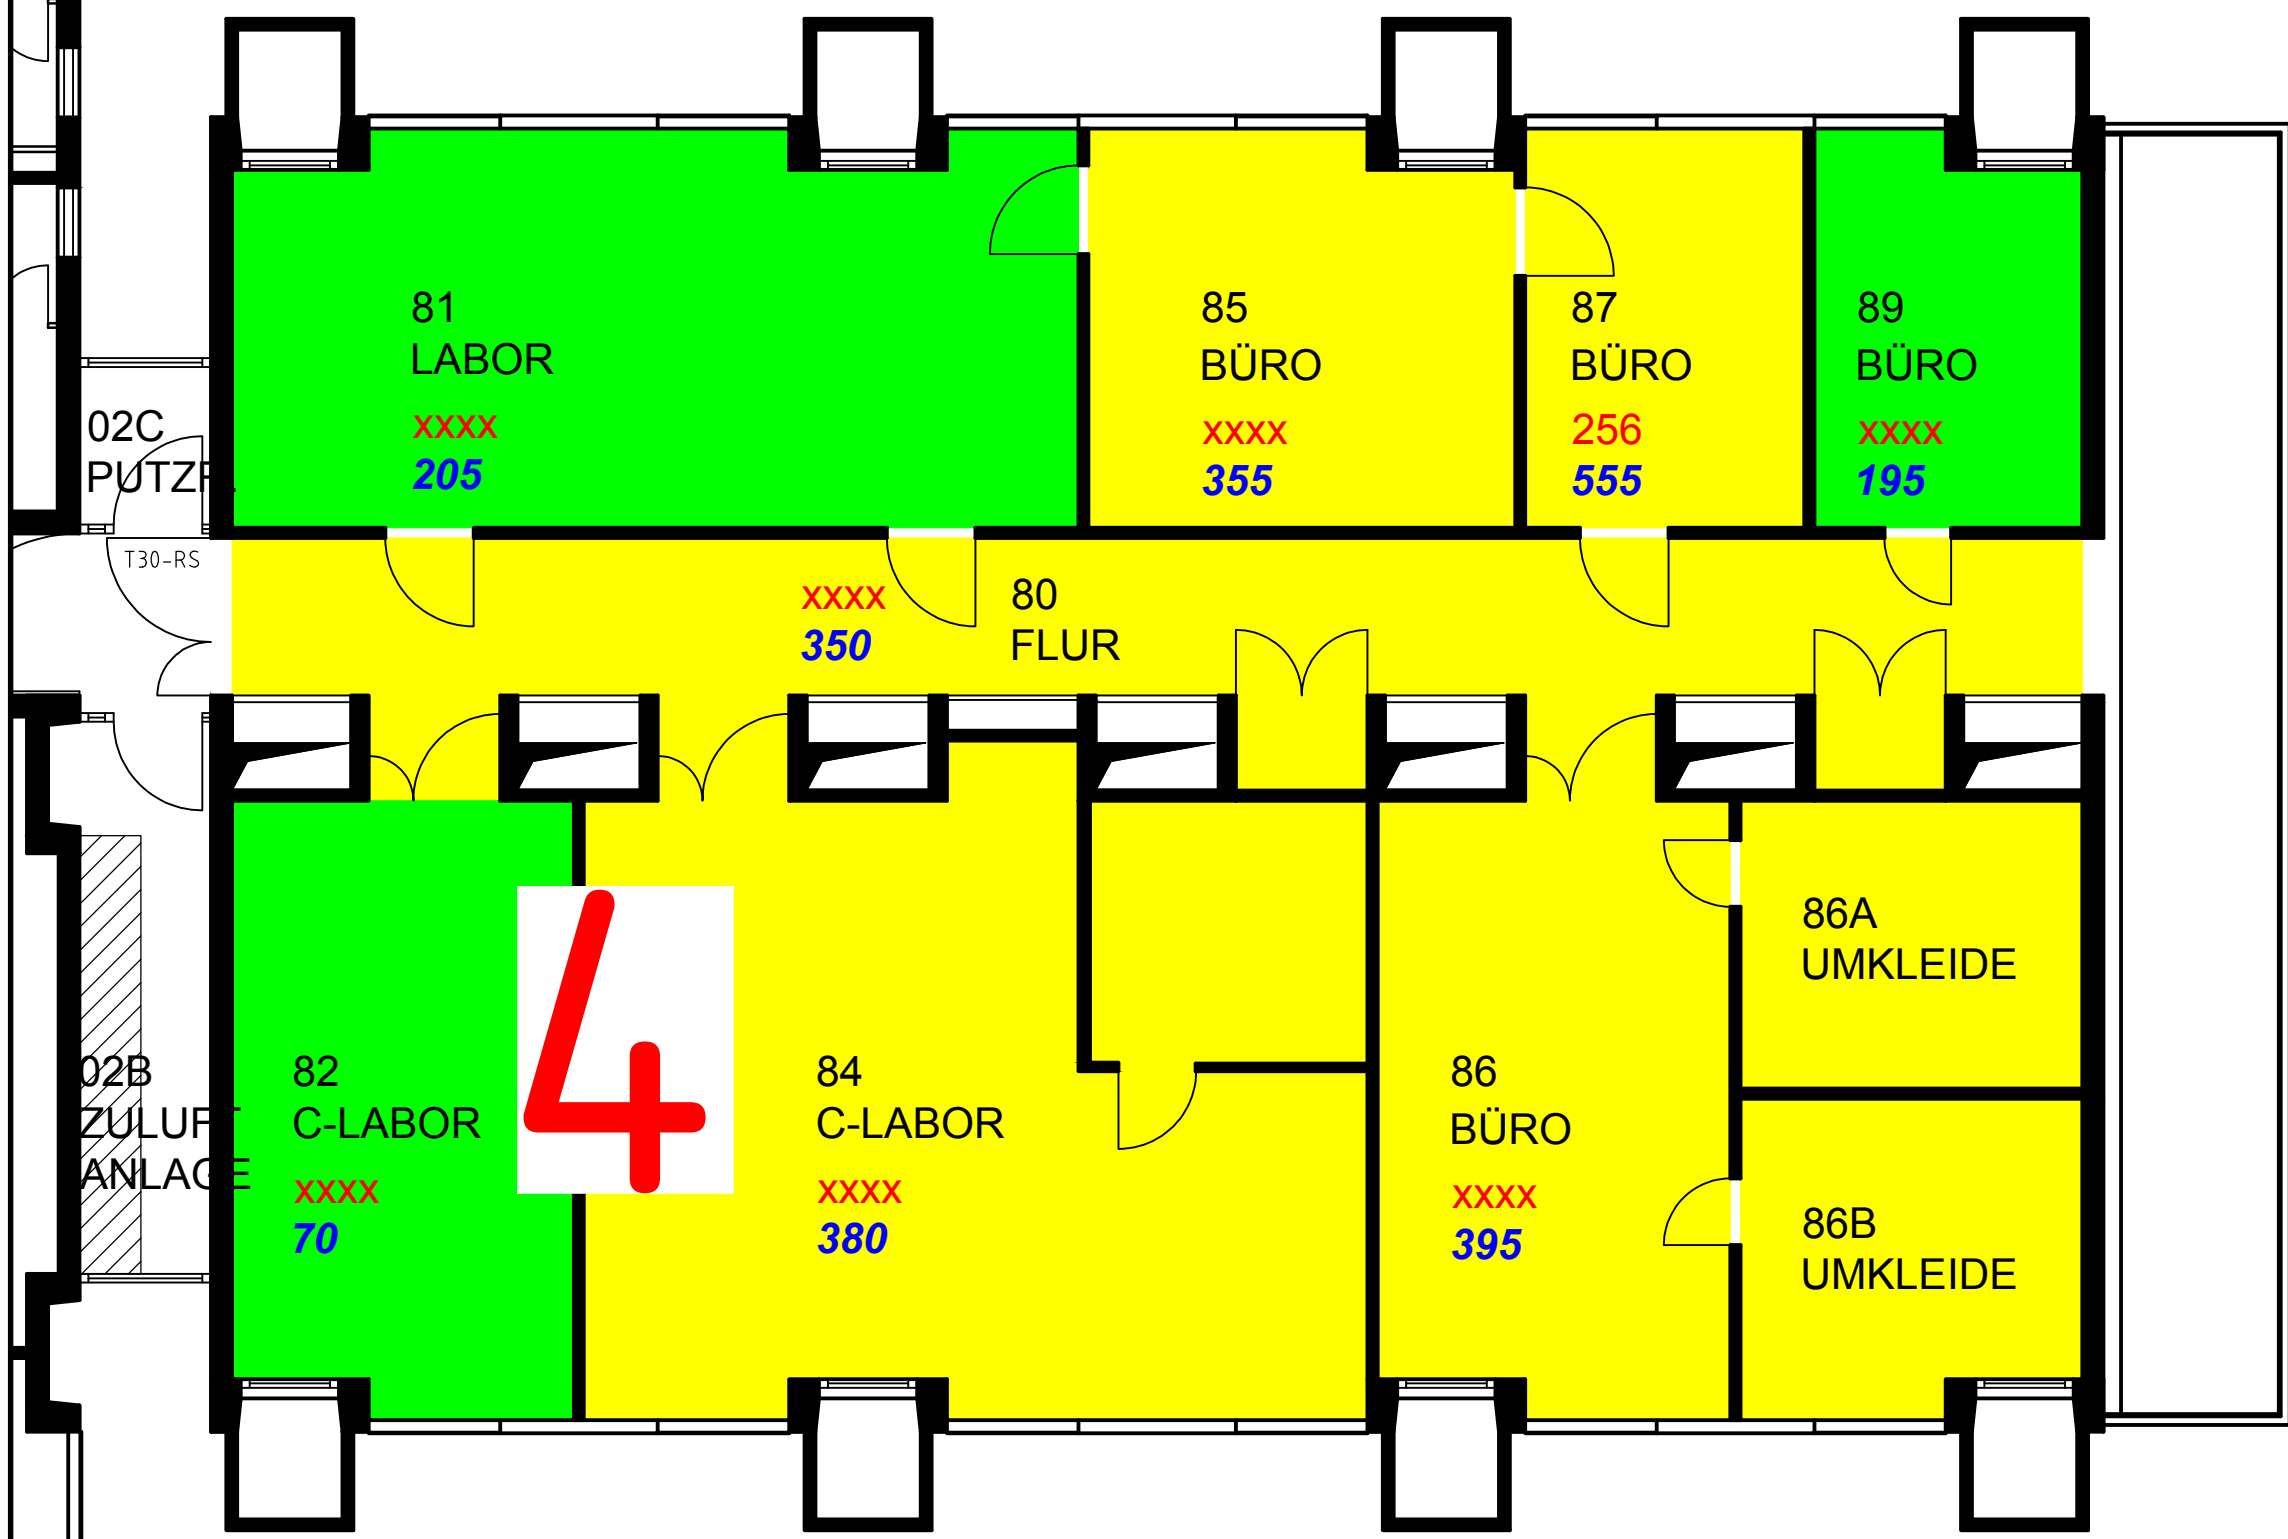 81
LABOR
xxxx
205
85
BÜRO
xxxx
355
87
BÜRO
256
555
89
BÜRO
xxxx
195
02C
T30-RS
xxxx
350
80
FLUR
02B
ZULUFT
ANLAGE
82
C-LABOR
xxxx
70
4
84
C-LABOR
xxxx
380
86
BÜRO
xxxx
395
86A
UMKLEIDE
86B
UMKLEIDE